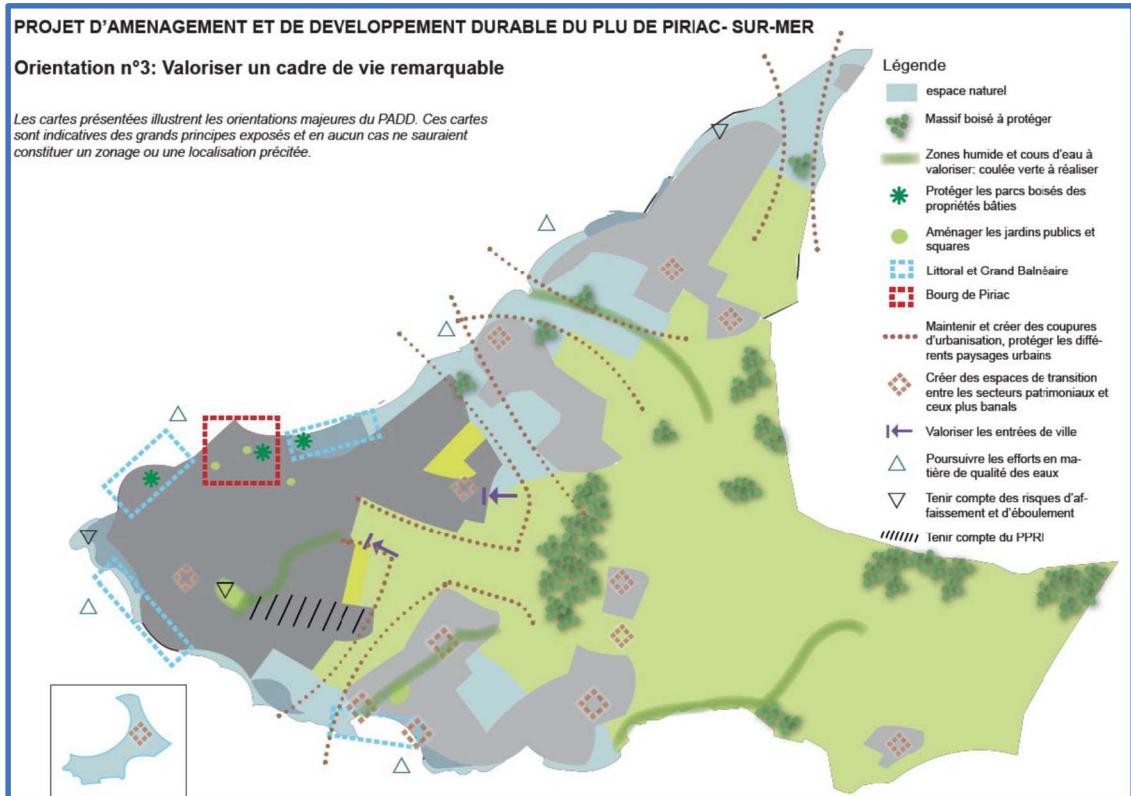 PROJET D’AMENAGEMENT ET DE DEVELOPPEMENT DURABLE DU PLU DE PIRIAC- SUR-MER
Orientation n°3: Valoriser un cadre de vie remarquable
Les cartes présentées illustrent les orientations majeures du PADD. Ces cartes
sont indicatives des grands principes exposés et en aucun cas ne sauraient
constituer un zonage ou une localisation précitée.
Légende
espace naturel
Massif boisé à protéger
Zones humide et cours d’eau à
valoriser: coulée verte à réaliser
Protéger les parcs boisés des
propriétés bâties
Aménager les jardins publics et
squares
Littoral et Grand Balnéaire
Bourg de Piriac
Maintenir et créer des coupures
d’urbanisation, protéger les diffé-
rents paysages urbains
Créer des espaces de transition
entre les secteurs patrimoniaux et
ceux plus banals
Valoriser les entrées de ville
Poursuivre les efforts en ma-
tière de qualité des eaux
Tenir compte des risques d’af-
faissement et d’éboulement
Tenir compte du PPRI